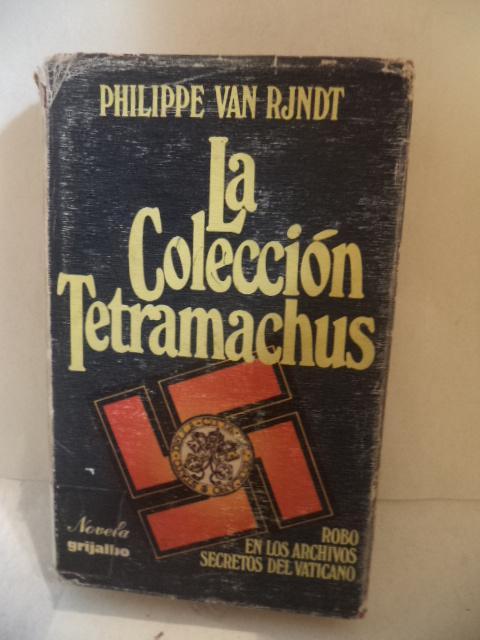 PHILIPPE VAN RJNDT
La
Colección
Tetramachus
Novela
grijalbo
ROBO
EN LOS ARCHIVOS
SECRETOS DEL VATICANO